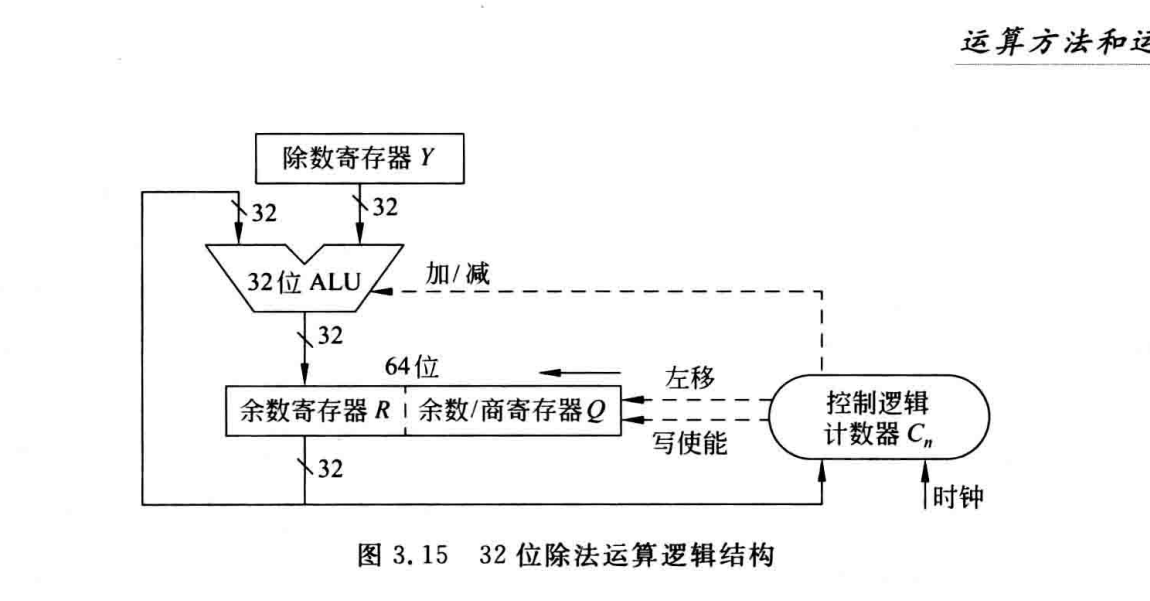 运算方法和运
除数寄存器 Y
32
32
32位 ALU
加/减
32
64位
余数寄存器 R
余数/商寄存器Q
左移
写使能
控制逻辑
计数器 Cₙ
32
时钟
图 3.15 32 位除法运算逻辑结构